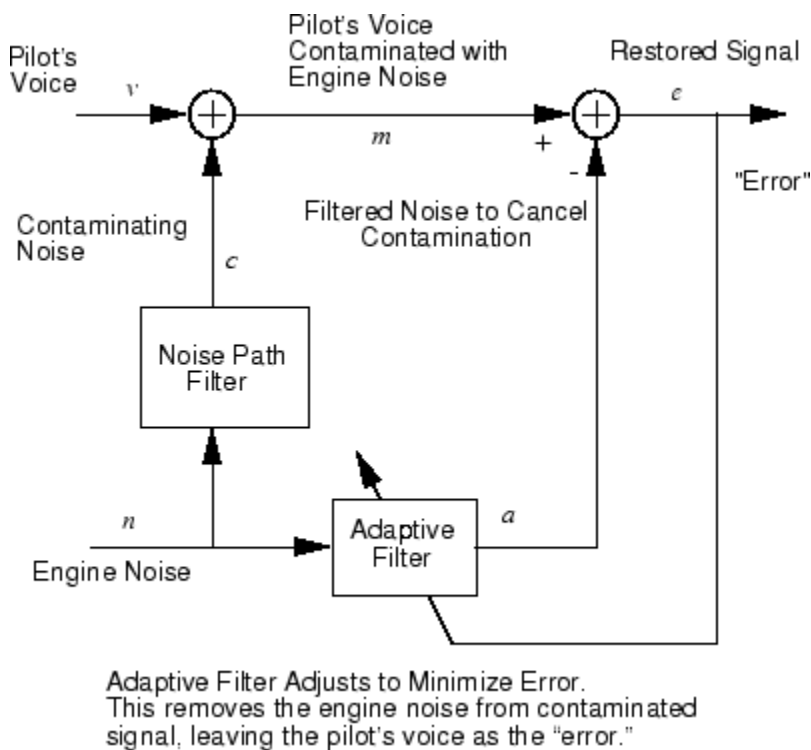 Pilot's
Voice
v
Pilot's Voice
Contaminated with
Engine Noise
Restored Signal
+
m
+
+
-
e
"Error"
Contaminating
Noise
c
Filtered Noise to Cancel
Contamination
Noise Path
Filter
n
Engine Noise
Adaptive
Filter
a
Adaptive Filter Adjusts to Minimize Error.
This removes the engine noise from contaminated
signal, leaving the pilot's voice as the "error."